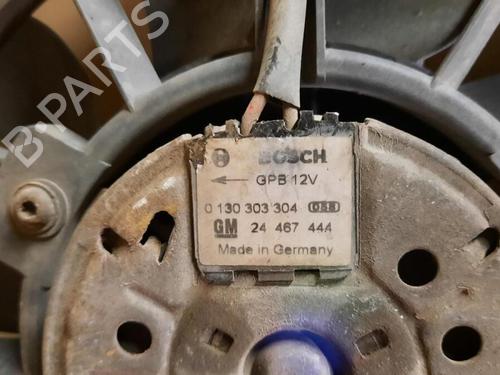 BOSCH
GPB 12V
0 130 303 304
GM 24 467 444
Made in Germany
B-PARTS